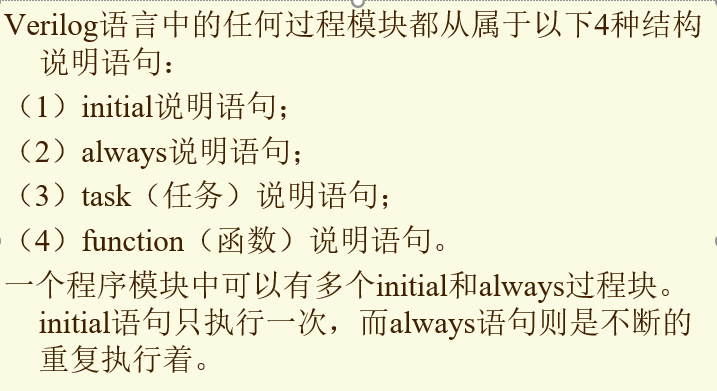 Verilog语言中的任何过程模块都从属于以下4种结构
说明语句：
（1）initial说明语句；
（2）always说明语句；
（3）task（任务）说明语句；
（4）function（函数）说明语句。
一个程序模块中可以有多个initial和always过程块。
initial语句只执行一次，而always语句则是不断的
重复执行着。